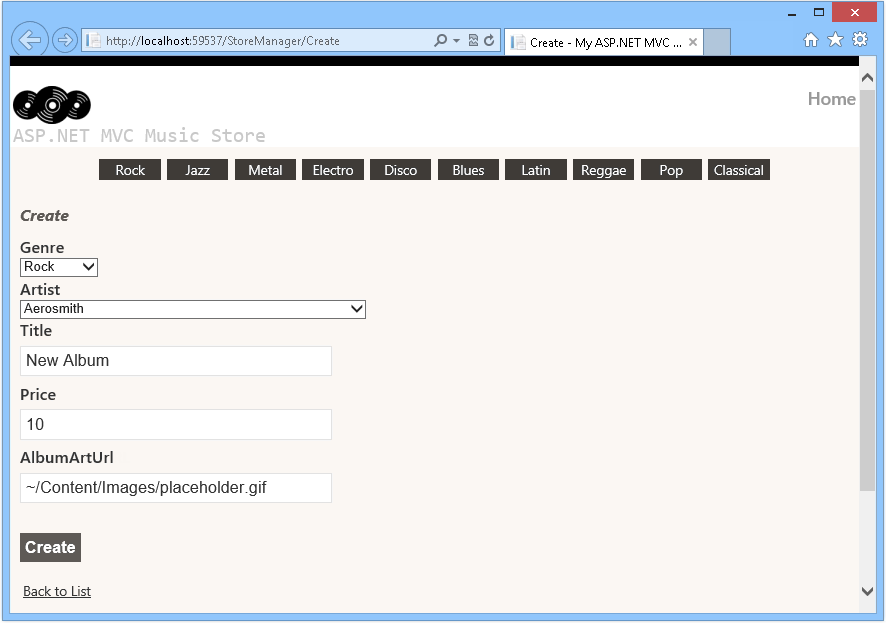 http://localhost:59537/StoreManager/Create
Create - My ASP.NET MVC ...
Home
ASP.NET MVC Music Store
Rock Jazz Metal Electro Disco Blues Latin Reggae Pop Classical
Create
Genre
Rock
Artist
Aerosmith
Title
New Album
Price
10
AlbumArtUrl
~/Content/Images/placeholder.gif
Create
Back to List